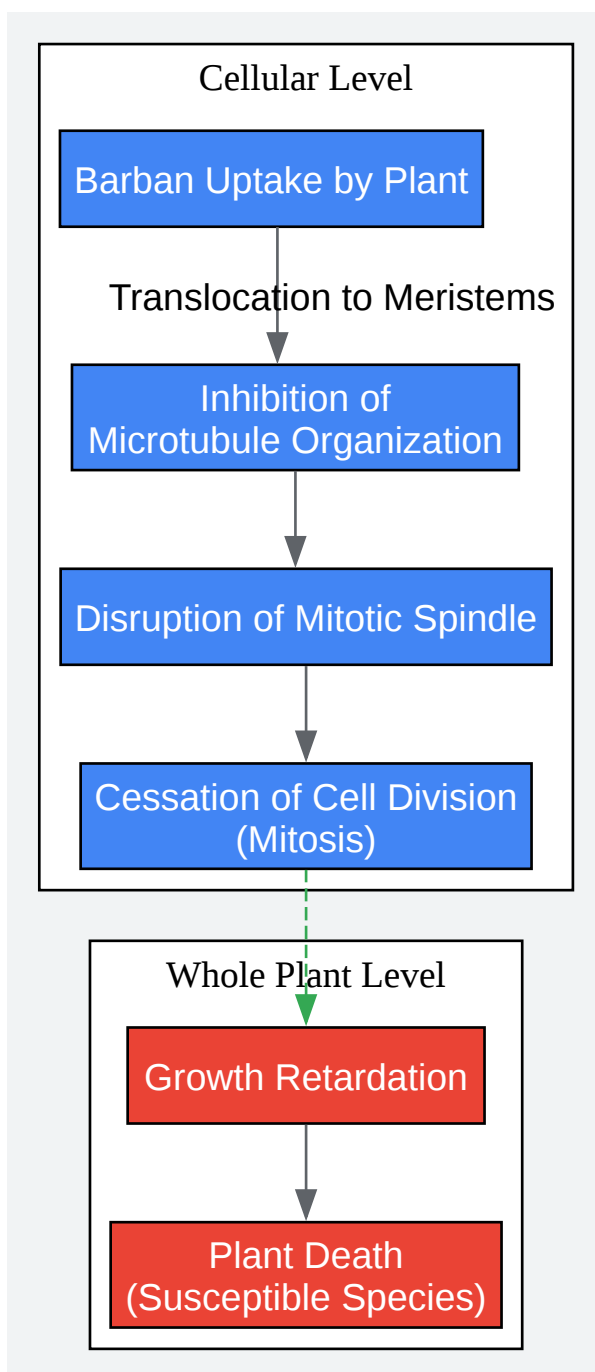 Cellular Level
Barban Uptake by Plant
Translocation to Meristems
Inhibition of
Microtubule Organization
Disruption of Mitotic Spindle
Cessation of Cell Division
(Mitosis)
Whole Plant Level
Growth Retardation
Plant Death
(Susceptible Species)